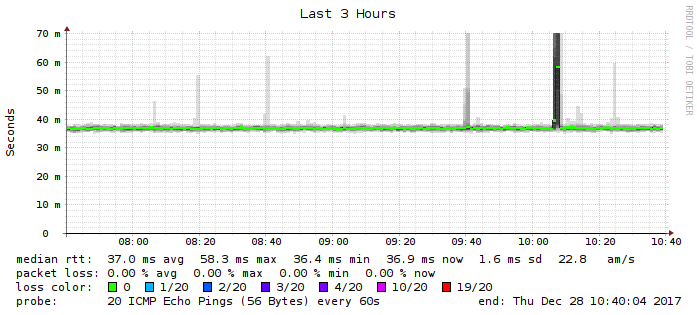 Last 3 Hours
RRDTOOL / TOBI OETIKER
Seconds
70 m
60 m
50 m
40 m
30 m
20 m
10 m
0
08:00 08:20 08:40 09:00 09:20 09:40 10:00 10:20 10:40
median rtt: 37.0 ms avg 58.3 ms max 36.4 ms min 36.9 ms now 1.6 ms sd 22.8 am/s
packet loss: 0.00 % avg 0.00 % max 0.00 % min 0.00 % now
loss color: 0 1/20 2/20 3/20 4/20 10/20 19/20
probe: 20 ICMP Echo Pings (56 Bytes) every 60s end: Thu Dec 28 10:40:04 2017